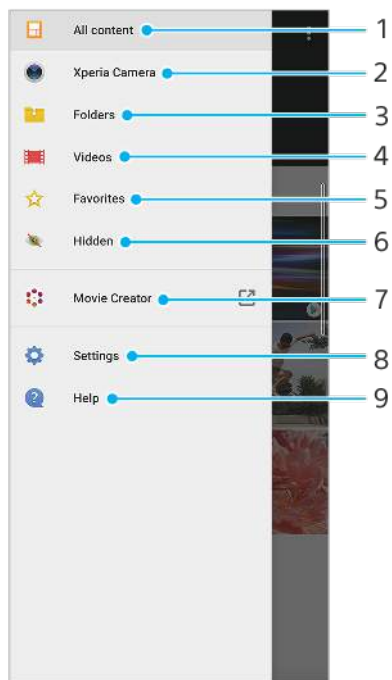 All content 1
Xperia Camera 2
Folders 3
Videos 4
Favorites 5
Hidden 6
Movie Creator 7
Settings 8
? Help 9